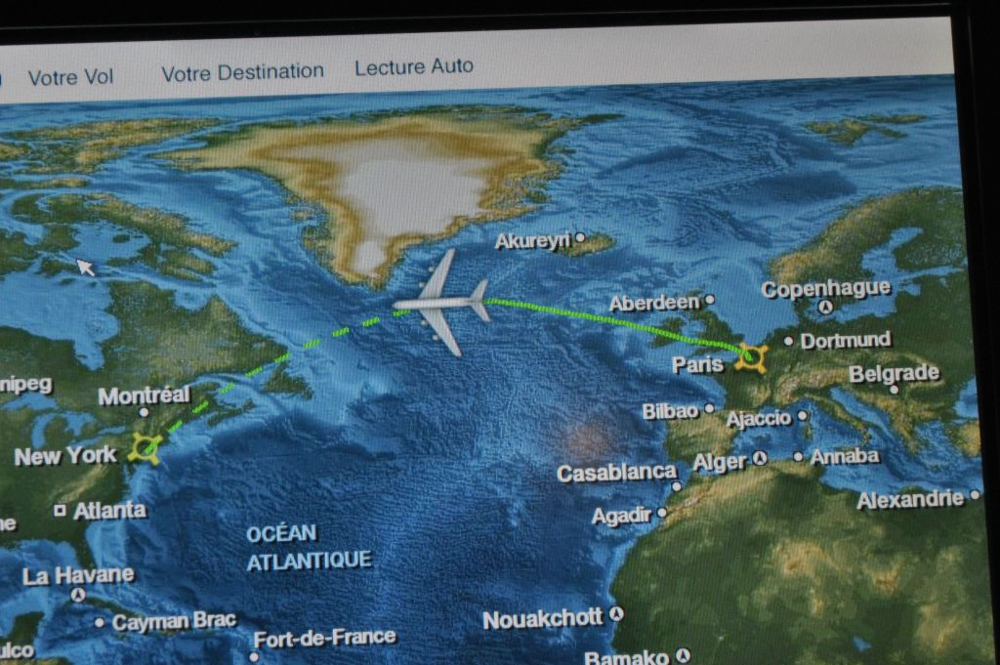 Votre Vol Votre Destination Lecture Auto
Akureyri
Copenhague
Aberdeen
Dortmund
Paris
Belgrade
nipeg
Montréal
Bilbao
Ajaccio
New York
Alger
Annaba
Casablanca
Atlanta
Agadir
Alexandrie
ne
OCÉAN
ATLANTIQUE
La Havane
Cayman Brac
Nouakchott
Fort-de-France
ulco
Bamako